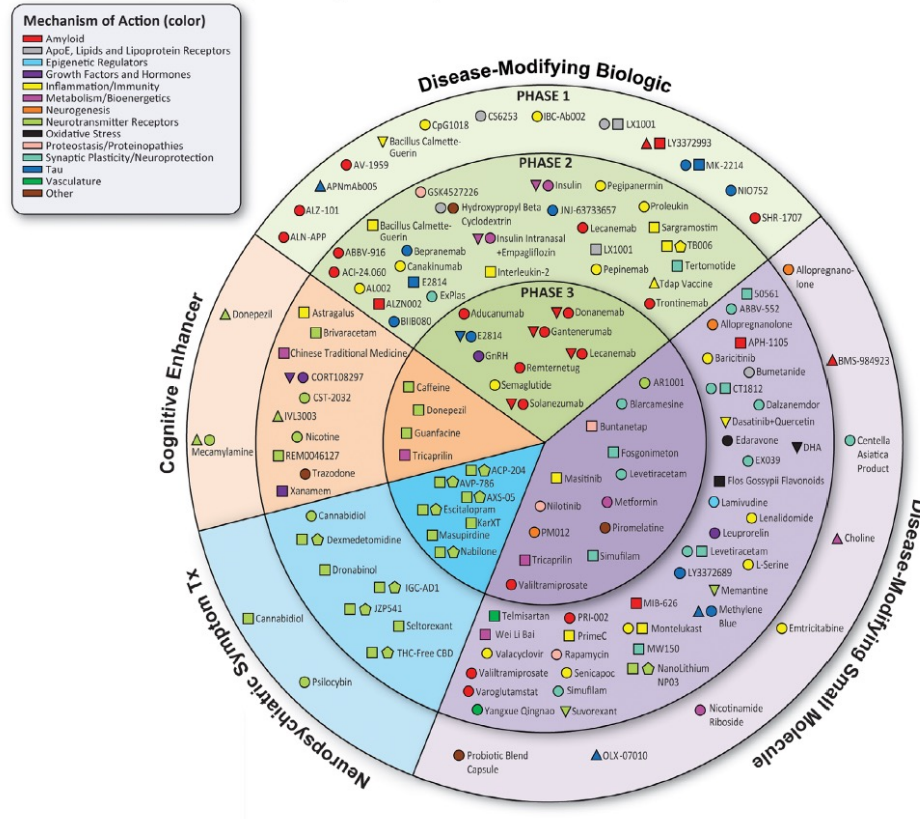 Mechanism of Action (color)
Amyloid
ApoE, Lipids and Lipoprotein Receptors
Epigenetic Regulators
Growth Factors and Hormones
Inflammation/Immunity
Metabolism/Bioenergetics
Neurogenesis
Neurotransmitter Receptors
Oxidative Stress
Proteostasis/Proteinopathies
Synaptic Plasticity/Neuroprotection
Tau
Vasculature
Other
Disease-Modifying Biologic
PHASE 1
CpG1018
CS6253
IBC-Ab002
LX1001
Bacillus Calmette-
Guerin
LY3372993
AV-1959
MK-2214
APNmAb005
NIO752
ALZ-101
SHR-1707
ALN-APP
PHASE 2
GSK4527226
Insulin
Pegipanermin
Hydroxypropyl Beta
Cyclodextrin
JNJ-63733657
Proleukin
Bacillus Calmette-
Guerin
Lecanemab
Sargramostim
Insulin Intranasal
+Empagliflozin
TB006
ABBV-916
Bepranemab
LX1001
ACI-24.060
Canakinumab
Interleukin-2
Pepinemab
Tertomotide
AL002
E2814
Tdap Vaccine
ALZN002
ExPlas
Trontinemab
BIIB080
PHASE 3
Aducanumab
Donanemab
E2814
Gantenerumab
GnRH
Lecanemab
Remternetug
Semaglutide
Solanezumab
Cognitive Enhancer
Donepezil
Mecamylamine
Astragalus
Brivaracetam
Chinese Traditional Medicine
CORT108297
CST-2032
IVL3003
Nicotine
REM0046127
Trazodone
Xanamem
Caffeine
Donepezil
Guanfacine
Tricaprilin
Neuropsychiatric Symptom Tx
Cannabidiol
Psilocybin
Cannabidiol
Dexmedetomidine
Dronabinol
IGC-AD1
JZP541
Seltorexant
THC-Free CBD
ACP-204
AVP-786
AXS-05
Escitalopram
KarXT
Masupirdine
Nabilone
Disease-Modifying Small Molecule
Allopregnano-
lone
BMS-984923
Centella
Asiatica
Product
Choline
Emtricitabine
Nicotinamide
Riboside
OLX-07010
Probiotic Blend
Capsule
50561
ABBV-552
Allopregnanolone
APH-1105
Baricitinib
Bumetanide
CT1812
Dalzanemdor
Dasatinib+Quercetin
Edaravone
DHA
EX039
Flos Gossypii Flavonoids
Lamivudine
Lenalidomide
Leuprorelin
Levetiracetam
L-Serine
LY3372689
Memantine
MIB-626
Methylene
Blue
Montelukast
MW150
NanoLithium
NP03
Telmisartan
PRI-002
Wei Li Bai
PrimeC
Valacyclovir
Rapamycin
Valiltramiprosate
Senicapoc
Varoglutamstat
Simufilam
Yangxue Qingnao
Suvorexant
AR1001
Blarcamesine
Buntanetap
Fosgonimeton
Masitinib
Levetiracetam
Nilotinib
Metformin
PM012
Piromelatine
Tricaprilin
Simufilam
Valiltramiprosate